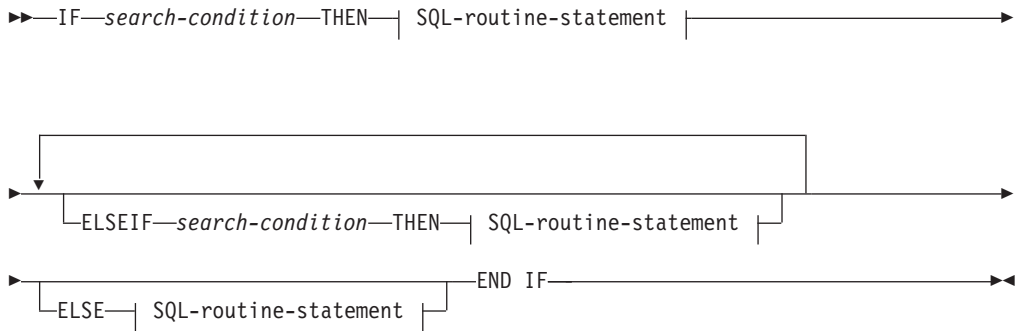 IF search-condition THEN SQL-routine-statement
ELSEIF search-condition THEN SQL-routine-statement
END IF
ELSE SQL-routine-statement